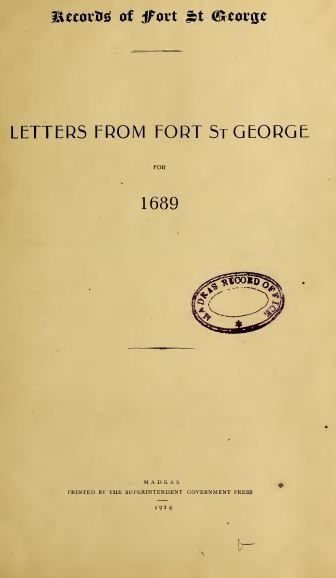 Records of Fort St George
LETTERS FROM FORT ST GEORGE
FOR
1689
MADRAS RECORD OFFICE
MADRAS
PRINTED BY THE SUPERINTENDENT GOVERNMENT PRESS
1916